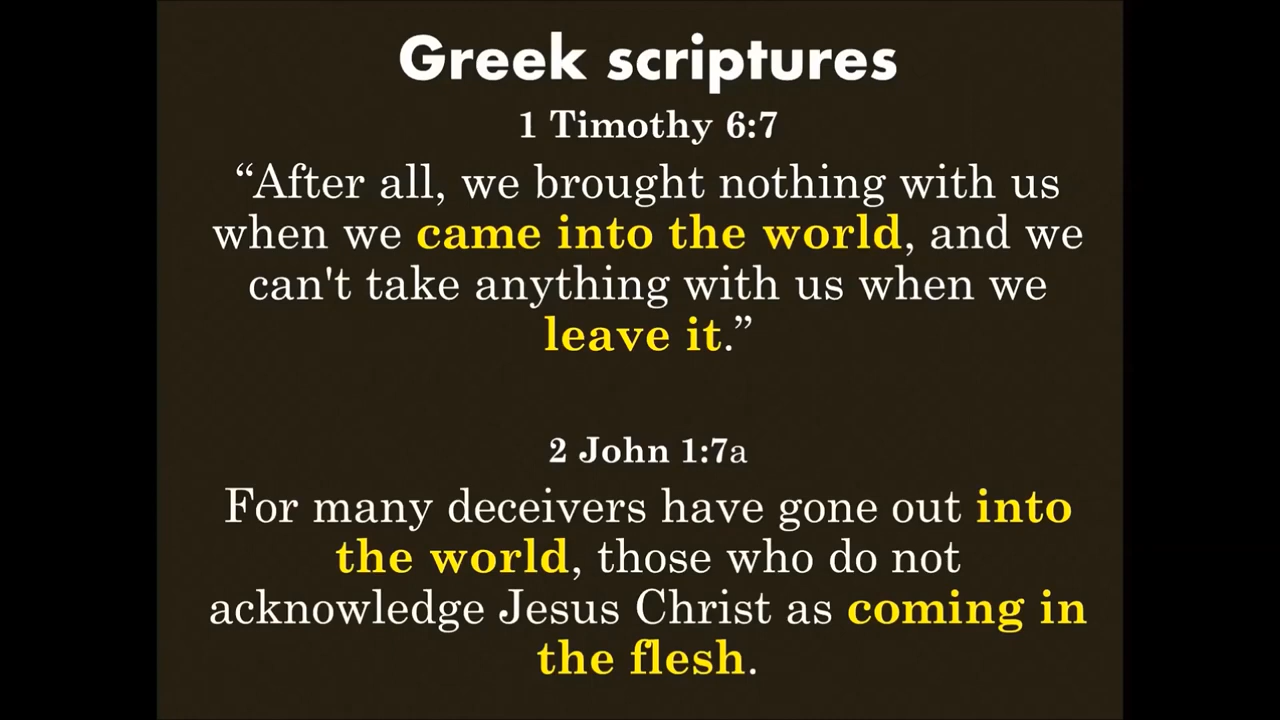 Greek scriptures
1 Timothy 6:7
“After all, we brought nothing with us
when we came into the world, and we
can't take anything with us when we
leave it.”
2 John 1:7a
For many deceivers have gone out into
the world, those who do not
acknowledge Jesus Christ as coming in
the flesh.